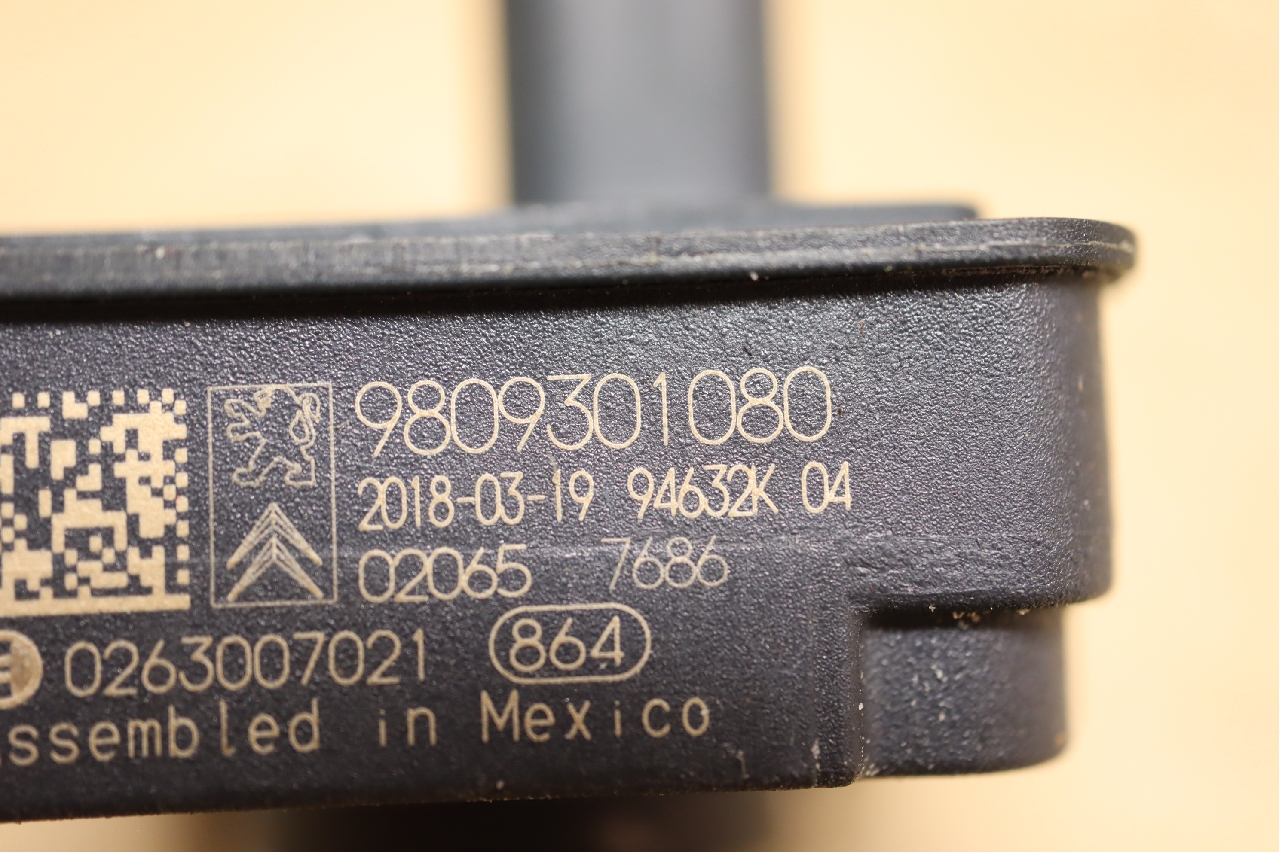 9809301080
2018-03-19 94632K 04
02065 7686
0263007021 864
ssembled in Mexico